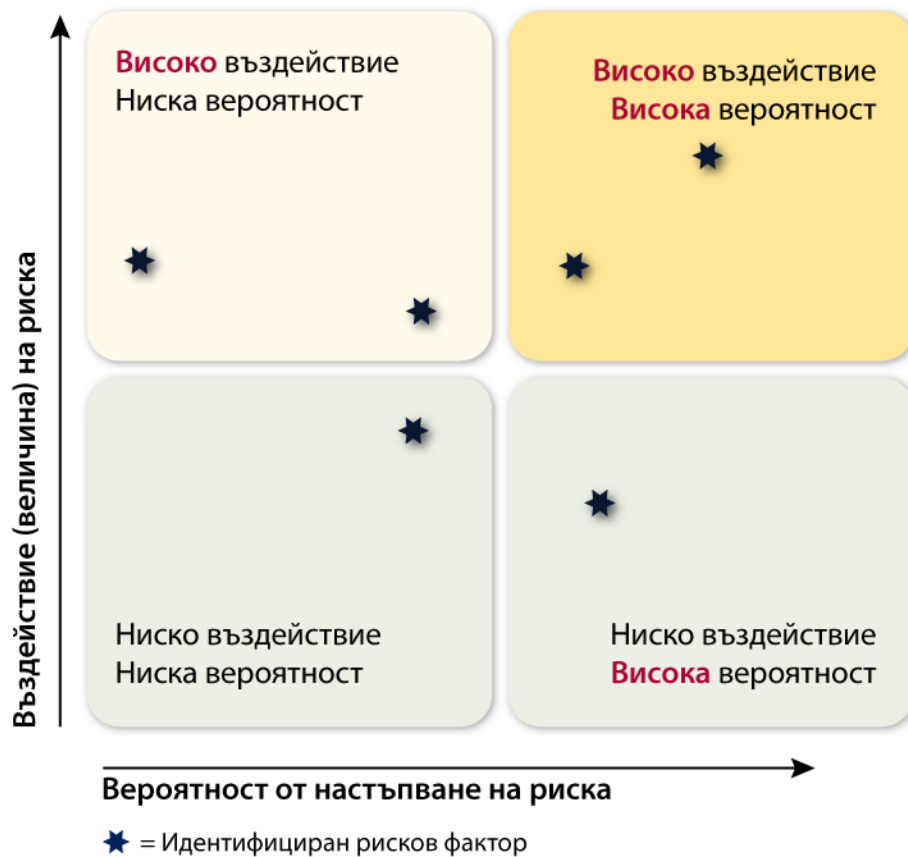 Високо въздействие
Ниска вероятност
Високо въздействие
Висока вероятност
Въздействие (величина) на риска
Ниско въздействие
Ниска вероятност
Ниско въздействие
Висока вероятност
Вероятност от настъпване на риска
= Идентифициран рисков фактор